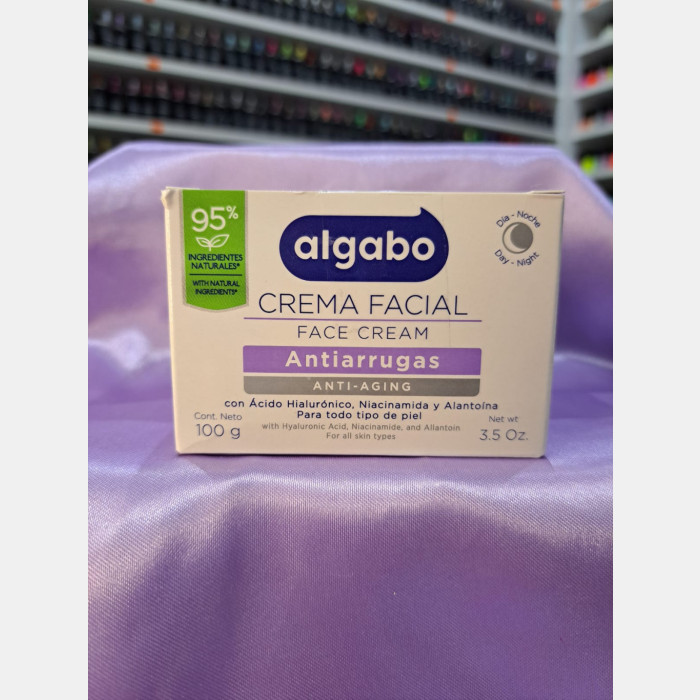 95%
INGREDIENTES
NATURALES*
WITH NATURAL
INGREDIENTS*
algabo
Día - Noche
Day - Night
CREMA FACIAL
FACE CREAM
Antiarrugas
ANTI-AGING
con Ácido Hialurónico, Niacinamida y Alantoína
Para todo tipo de piel
with Hyaluronic Acid, Niacinamide, and Allantoin
For all skin types
Cont. Neto
100 g
Net wt
3.5 Oz.